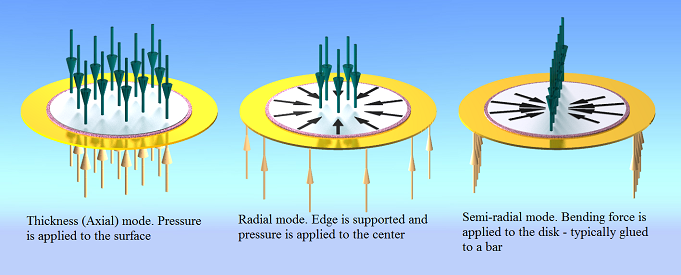 Thickness (Axial) mode. Pressure
is applied to the surface
Radial mode. Edge is supported and
pressure is applied to the center
Semi-radial mode. Bending force is
applied to the disk - typically glued
to a bar